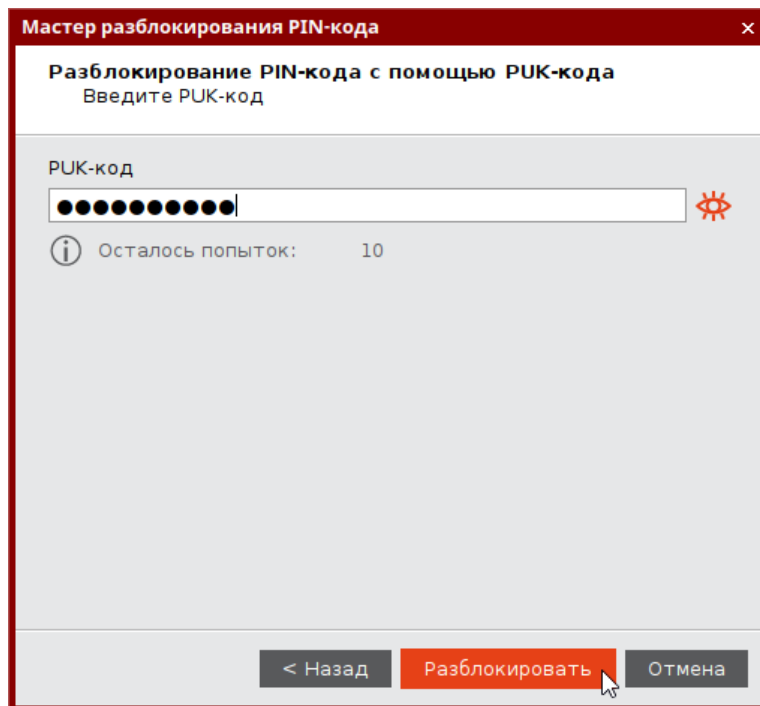 Мастер разблокирования PIN-кода
Разблокирование PIN-кода с помощью PUK-кода
Введите PUK-код
PUK-код
●●●●●●●●●●
Осталось попыток: 10
< Назад
Разблокировать
Отмена